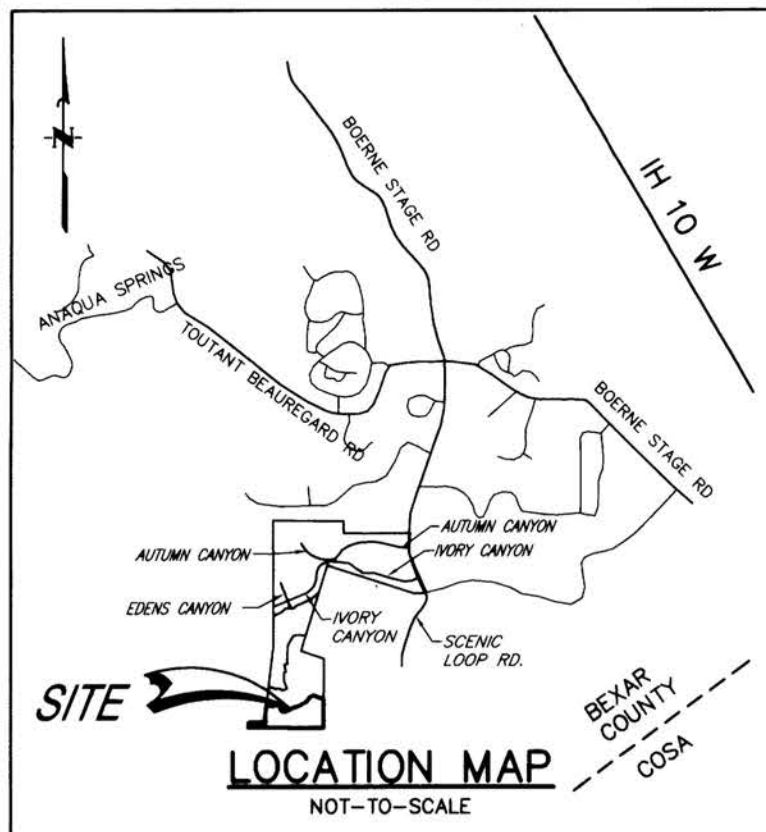 N
BOERNE STAGE RD
IH 10 W
ANAQUA SPRINGS
TOUTANT BEAUREGARD RD
BOERNE STAGE RD
AUTUMN CANYON
AUTUMN CANYON
IVORY CANYON
EDENS CANYON
IVORY
CANYON
SCENIC
LOOP RD.
SITE
BEXAR
COUNTY
COSA
LOCATION MAP
NOT-TO-SCALE